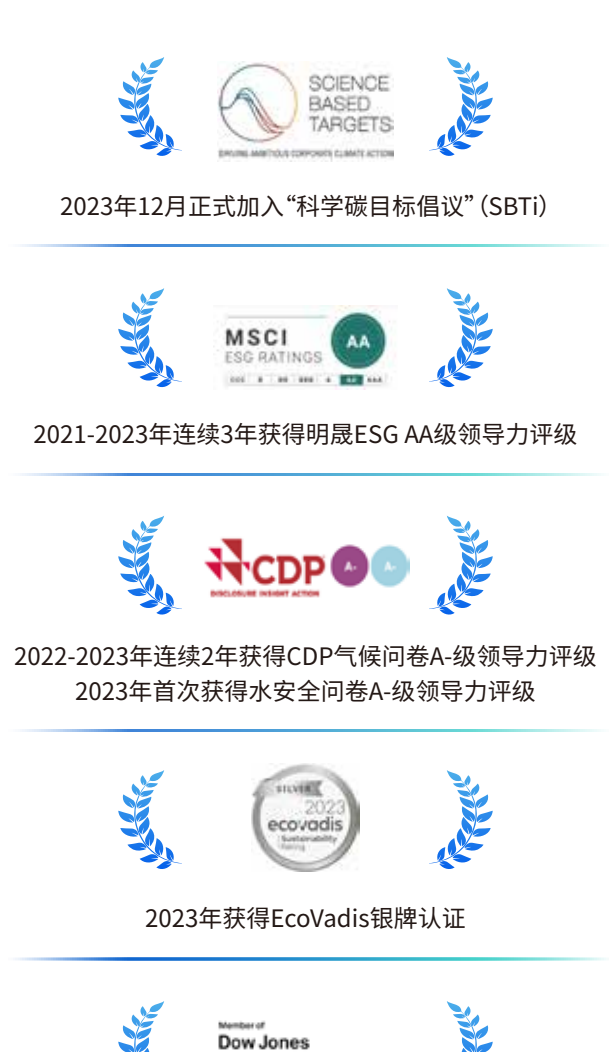 SCIENCE
BASED
TARGETS
DRIVING AMBITIOUS CORPORATE CLIMATE ACTION
2023年12月正式加入“科学碳目标倡议”（SBTi）
MSCI
ESG RATINGS
AA
CCC B BB BBB A AA AAA
2021-2023年连续3年获得明晟ESG AA级领导力评级
CDP A- A-
DISCLOSURE INSIGHT ACTION
2022-2023年连续2年获得CDP气候问卷A-级领导力评级
2023年首次获得水安全问卷A-级领导力评级
SILVER
2023
ecovadis
Sustainability
Rating
2023年获得EcoVadis银牌认证
Member of
Dow Jones